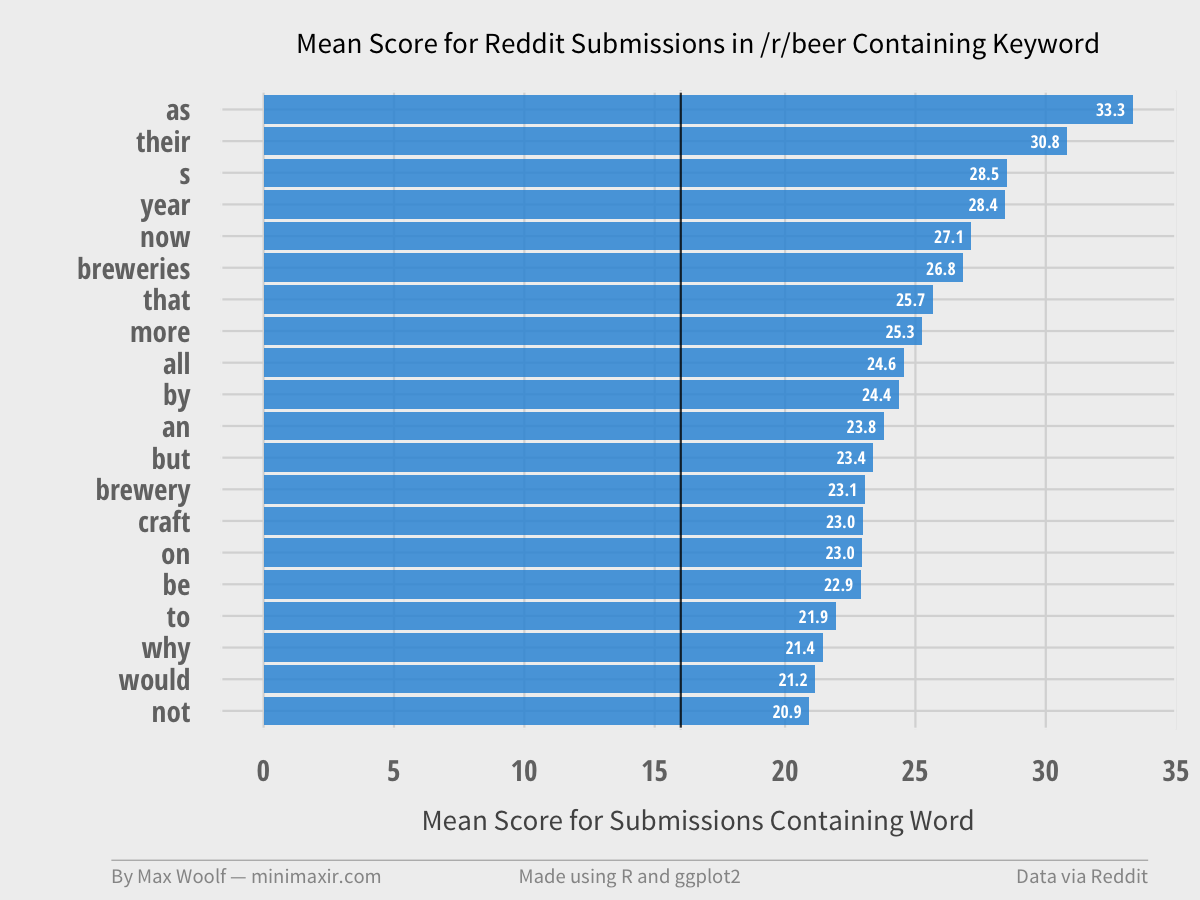 Mean Score for Reddit Submissions in /r/beer Containing Keyword
as 33.3
their 30.8
s 28.5
year 28.4
now 27.1
breweries 26.8
that 25.7
more 25.3
all 24.6
by 24.4
an 23.8
but 23.4
brewery 23.1
craft 23.0
on 23.0
be 22.9
to 21.9
why 21.4
would 21.2
not 20.9
0 5 10 15 20 25 30 35
Mean Score for Submissions Containing Word
By Max Woolf — minimaxir.com Made using R and ggplot2 Data via Reddit